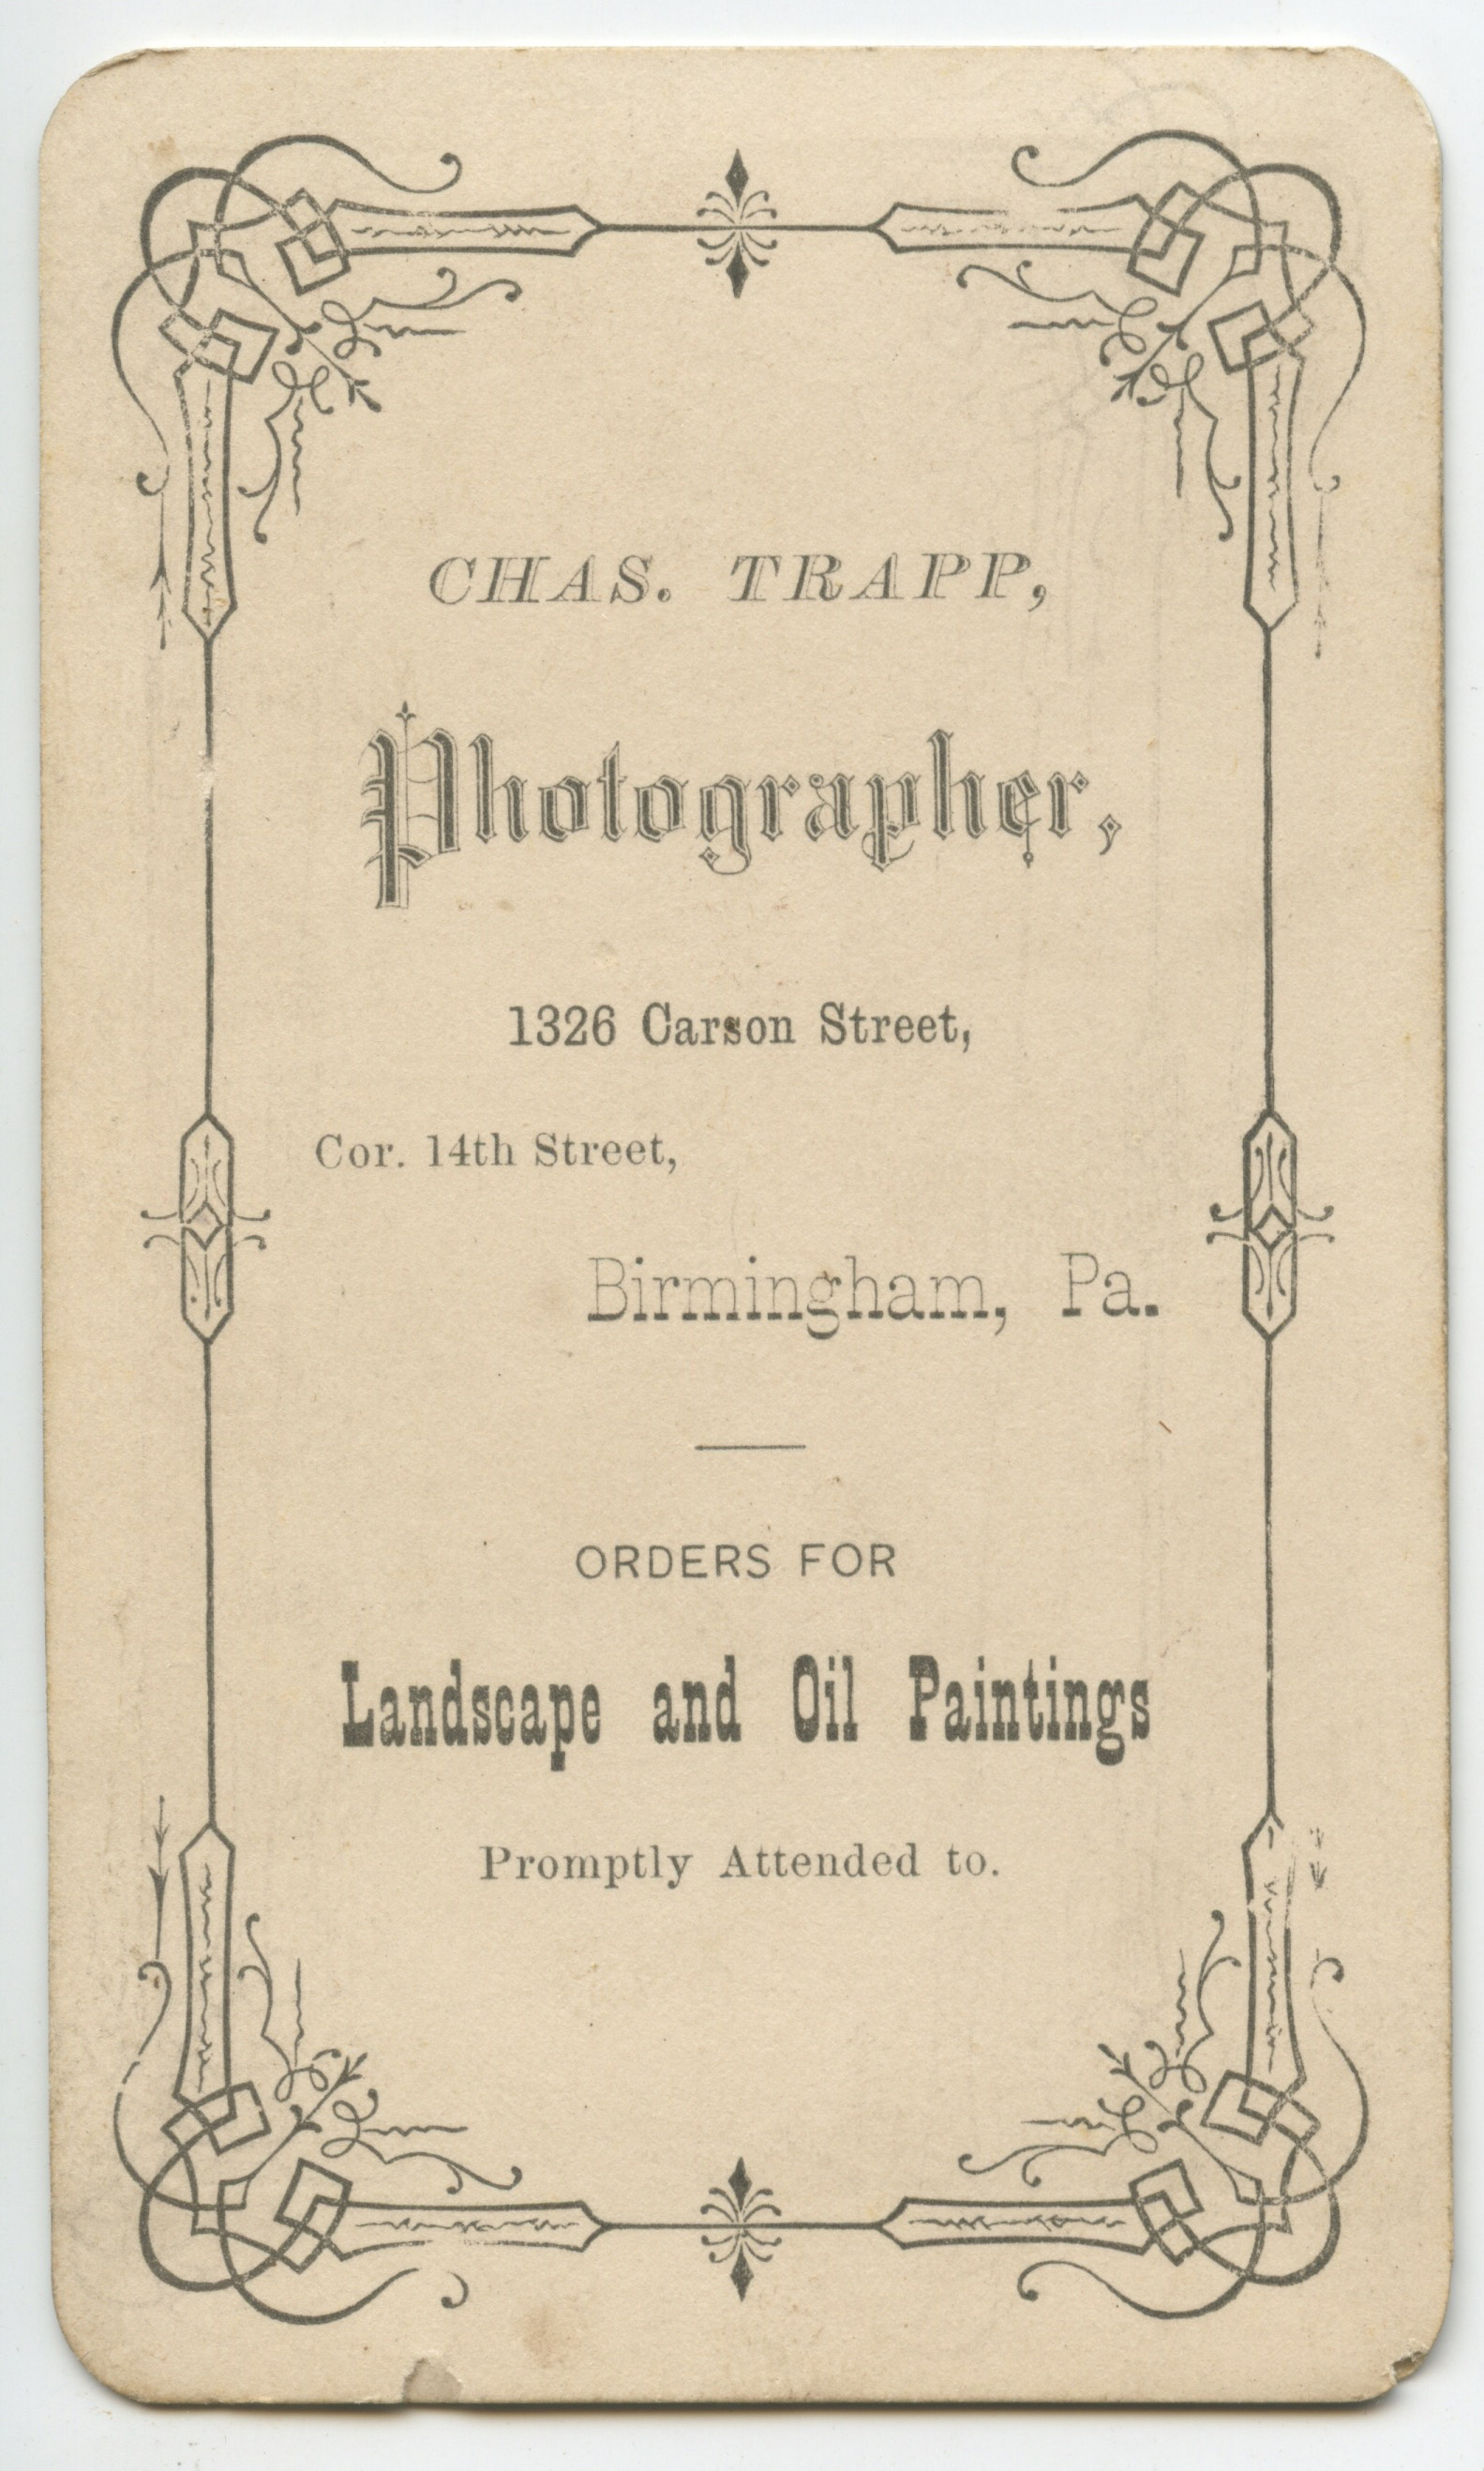 CHAS. TRAPP,
Photographer,
1326 Carson Street,
Cor. 14th Street,
Birmingham, Pa.
ORDERS FOR
Landscape and Oil Paintings
Promptly Attended to.